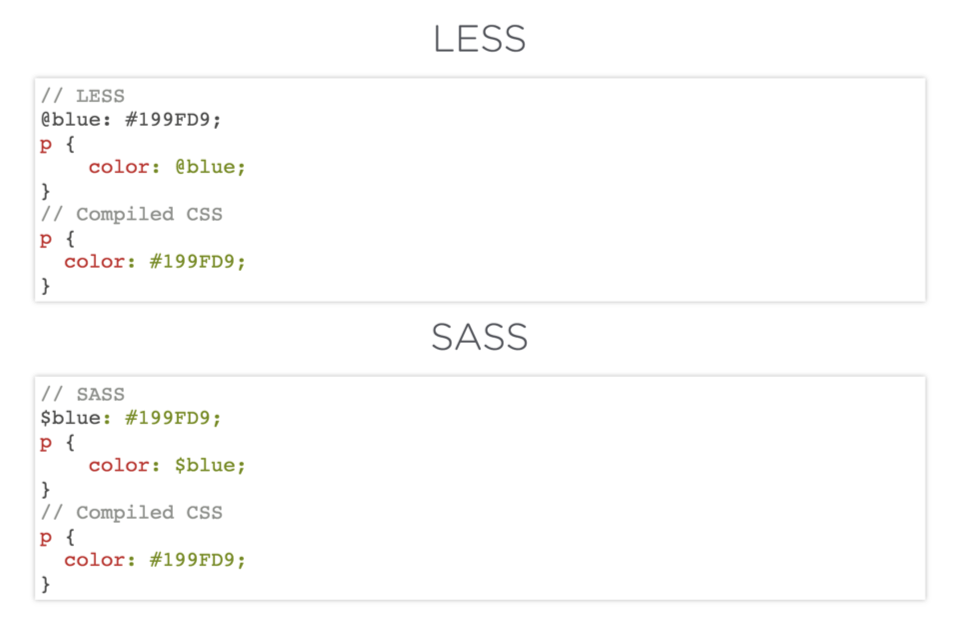 LESS
// LESS
@blue: #199FD9;
p {
    color: @blue;
}
// Compiled CSS
p {
  color: #199FD9;
}
SASS
// SASS
$blue: #199FD9;
p {
    color: $blue;
}
// Compiled CSS
p {
  color: #199FD9;
}